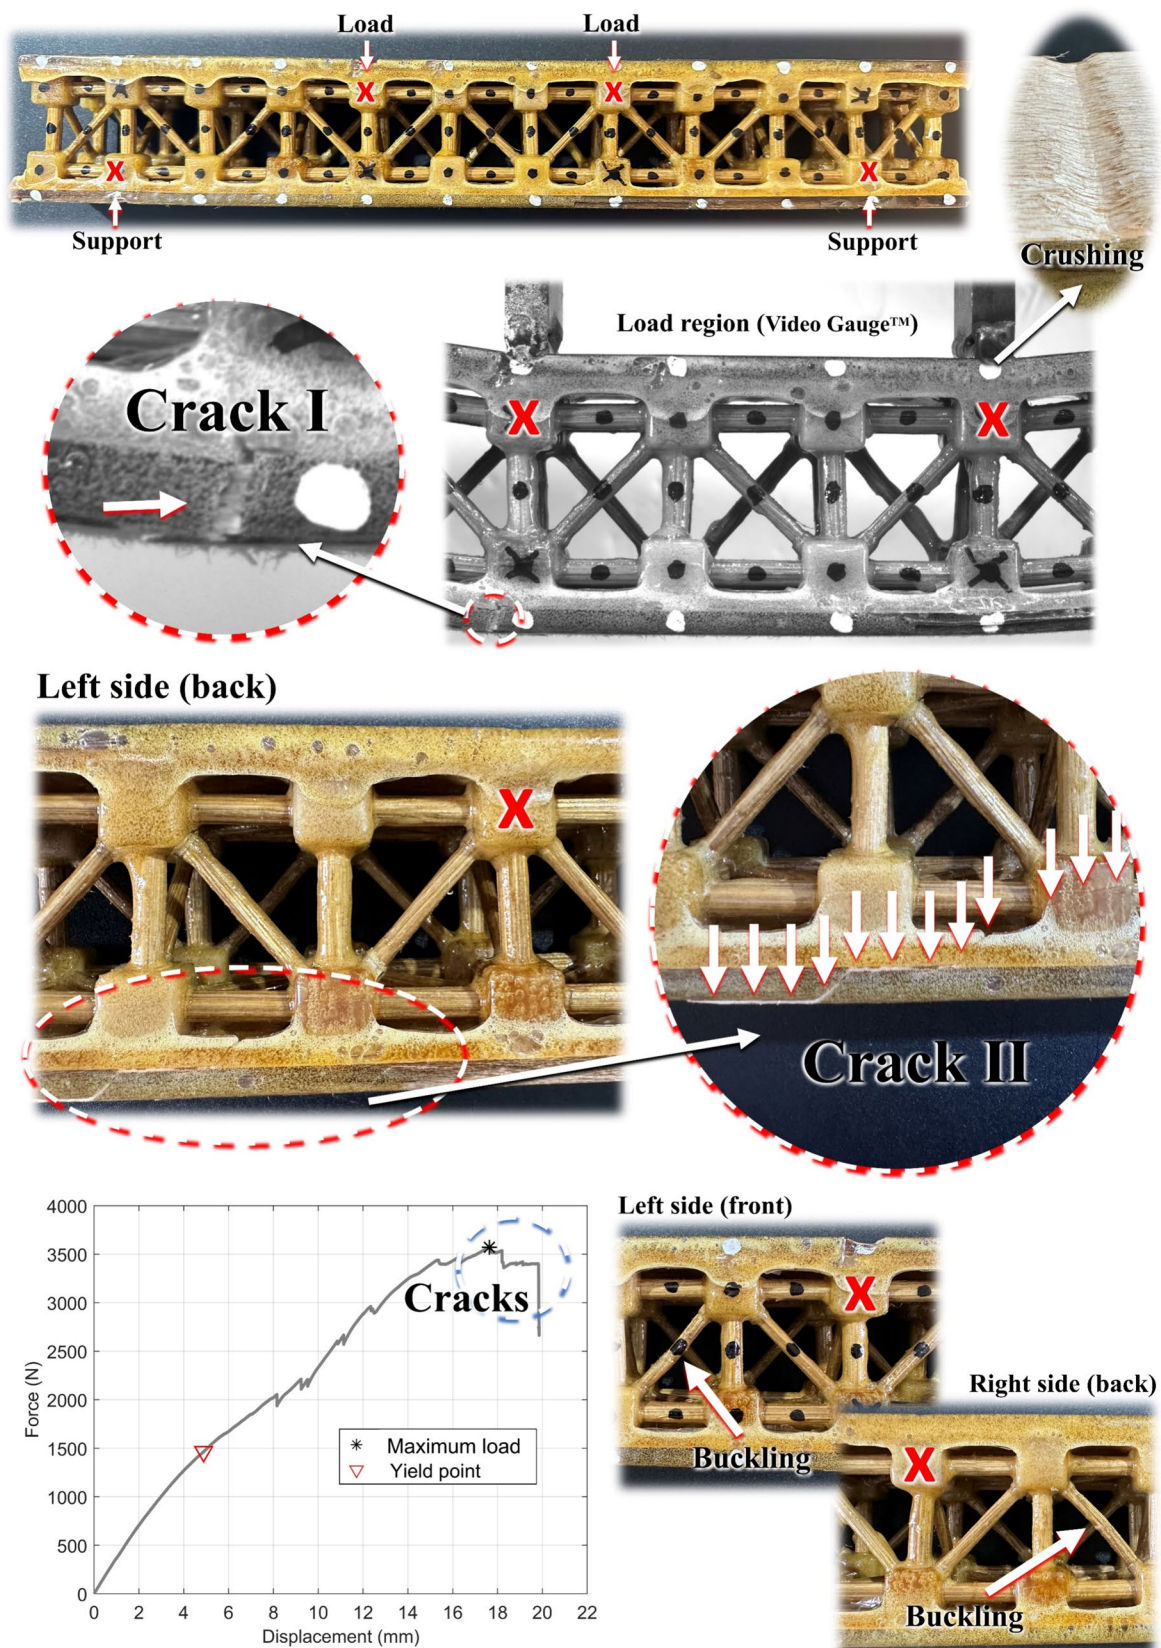 Load
Load
X
X
X
X
Support
Support
Crushing
Load region (Video Gauge™)
Crack I
X
X
Left side (back)
X
Crack II
4000
3500
3000
2500
2000
1500
1000
500
0
Force (N)
Cracks
Maximum load
Yield point
0 2 4 6 8 10 12 14 16 18 20 22
Displacement (mm)
Left side (front)
X
Buckling
Right side (back)
X
Buckling